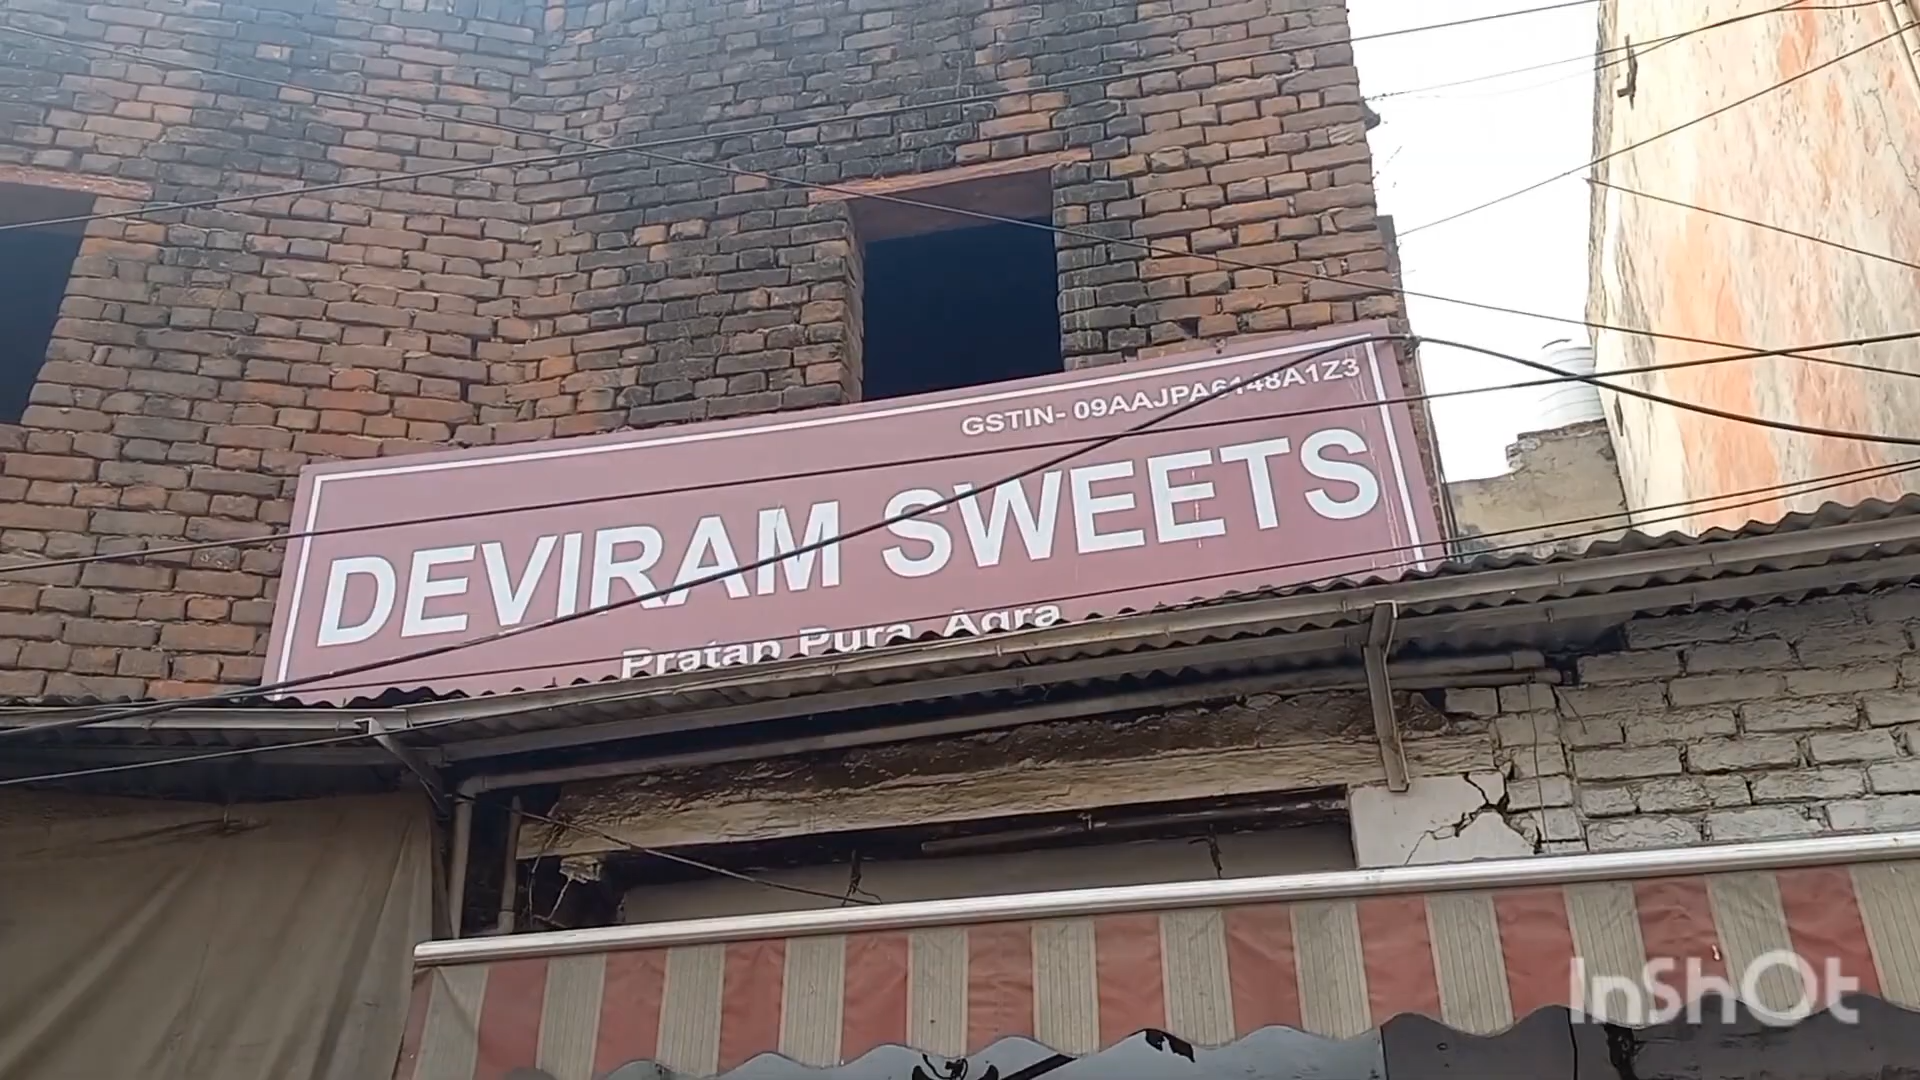 GSTIN- 09AAJPA6148A1Z3
DEVIRAM SWEETS
Pratap Pura, Agra
InShOt